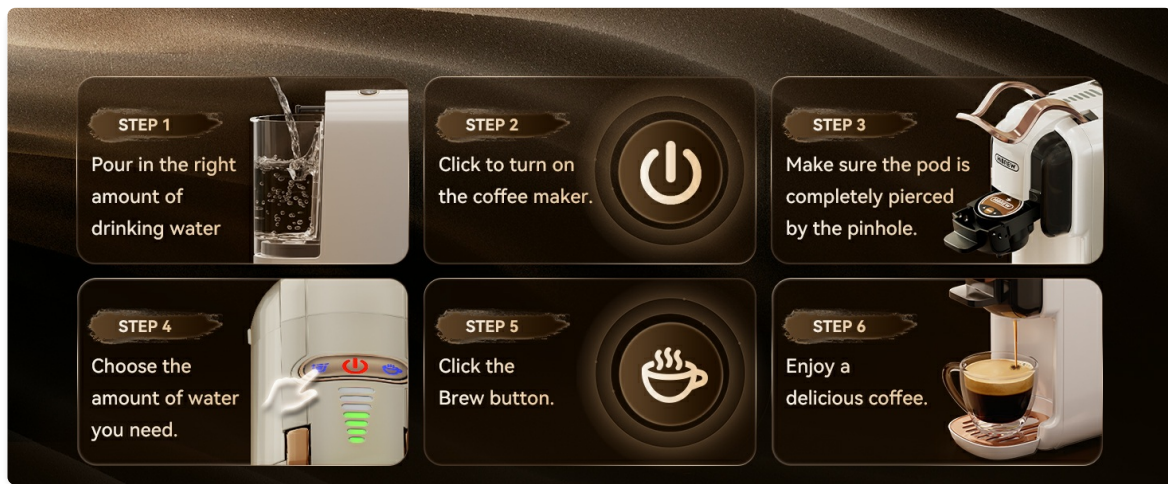 STEP 1
Pour in the right
amount of
drinking water
STEP 2
Click to turn on
the coffee maker.
STEP 3
Make sure the pod is
completely pierced
by the pinhole.
STEP 4
Choose the
amount of water
you need.
STEP 5
Click the
Brew button.
STEP 6
Enjoy a
delicious coffee.